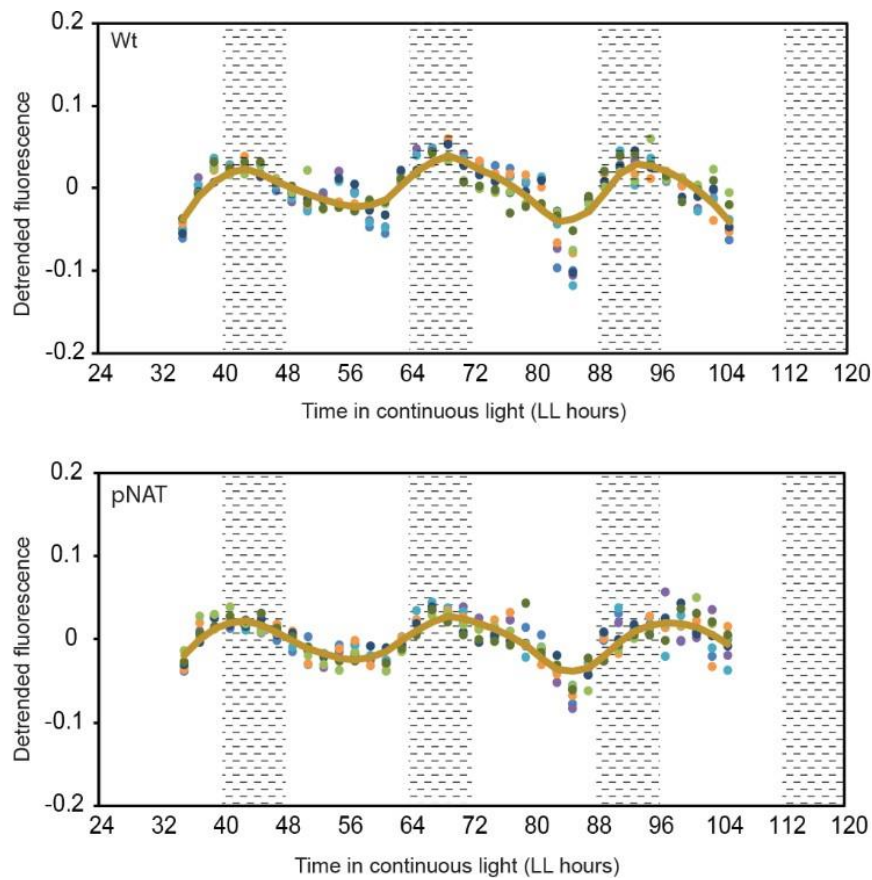 0.2
Wt
0.1
0
-0.1
-0.2
Detrended fluorescence
24 32 40 48 56 64 72 80 88 96 104 112 120
Time in continuous light (LL hours)
0.2
pNAT
0.1
0
-0.1
-0.2
Detrended fluorescence
24 32 40 48 56 64 72 80 88 96 104 112 120
Time in continuous light (LL hours)